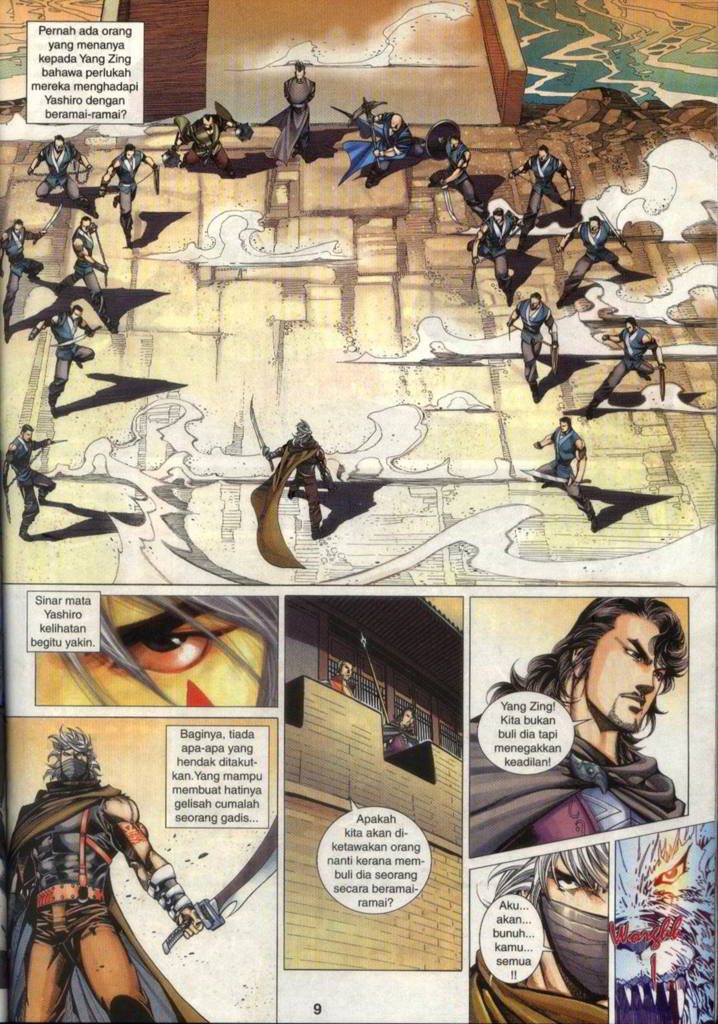 Pernah ada orang
yang menanya
kepada Yang Zing
bahawa perlukah
mereka menghadapi
Yashiro dengan
beramai-ramai?
Sinar mata
Yashiro
kelihatan
begitu yakin.
Baginya, tiada
apa-apa yang
hendak ditakut-
kan.Yang mampu
membuat hatinya
gelisah cumalah
seorang gadis...
Apakah
kita akan di-
ketawakan orang
nanti kerana mem-
buli dia seorang
secara beramai-
ramai?
Yang Zing!
Kita bukan
buli dia tapi
menegakkan
keadilan!
Aku...
akan...
bunuh...
kamu...
semua
!!
9